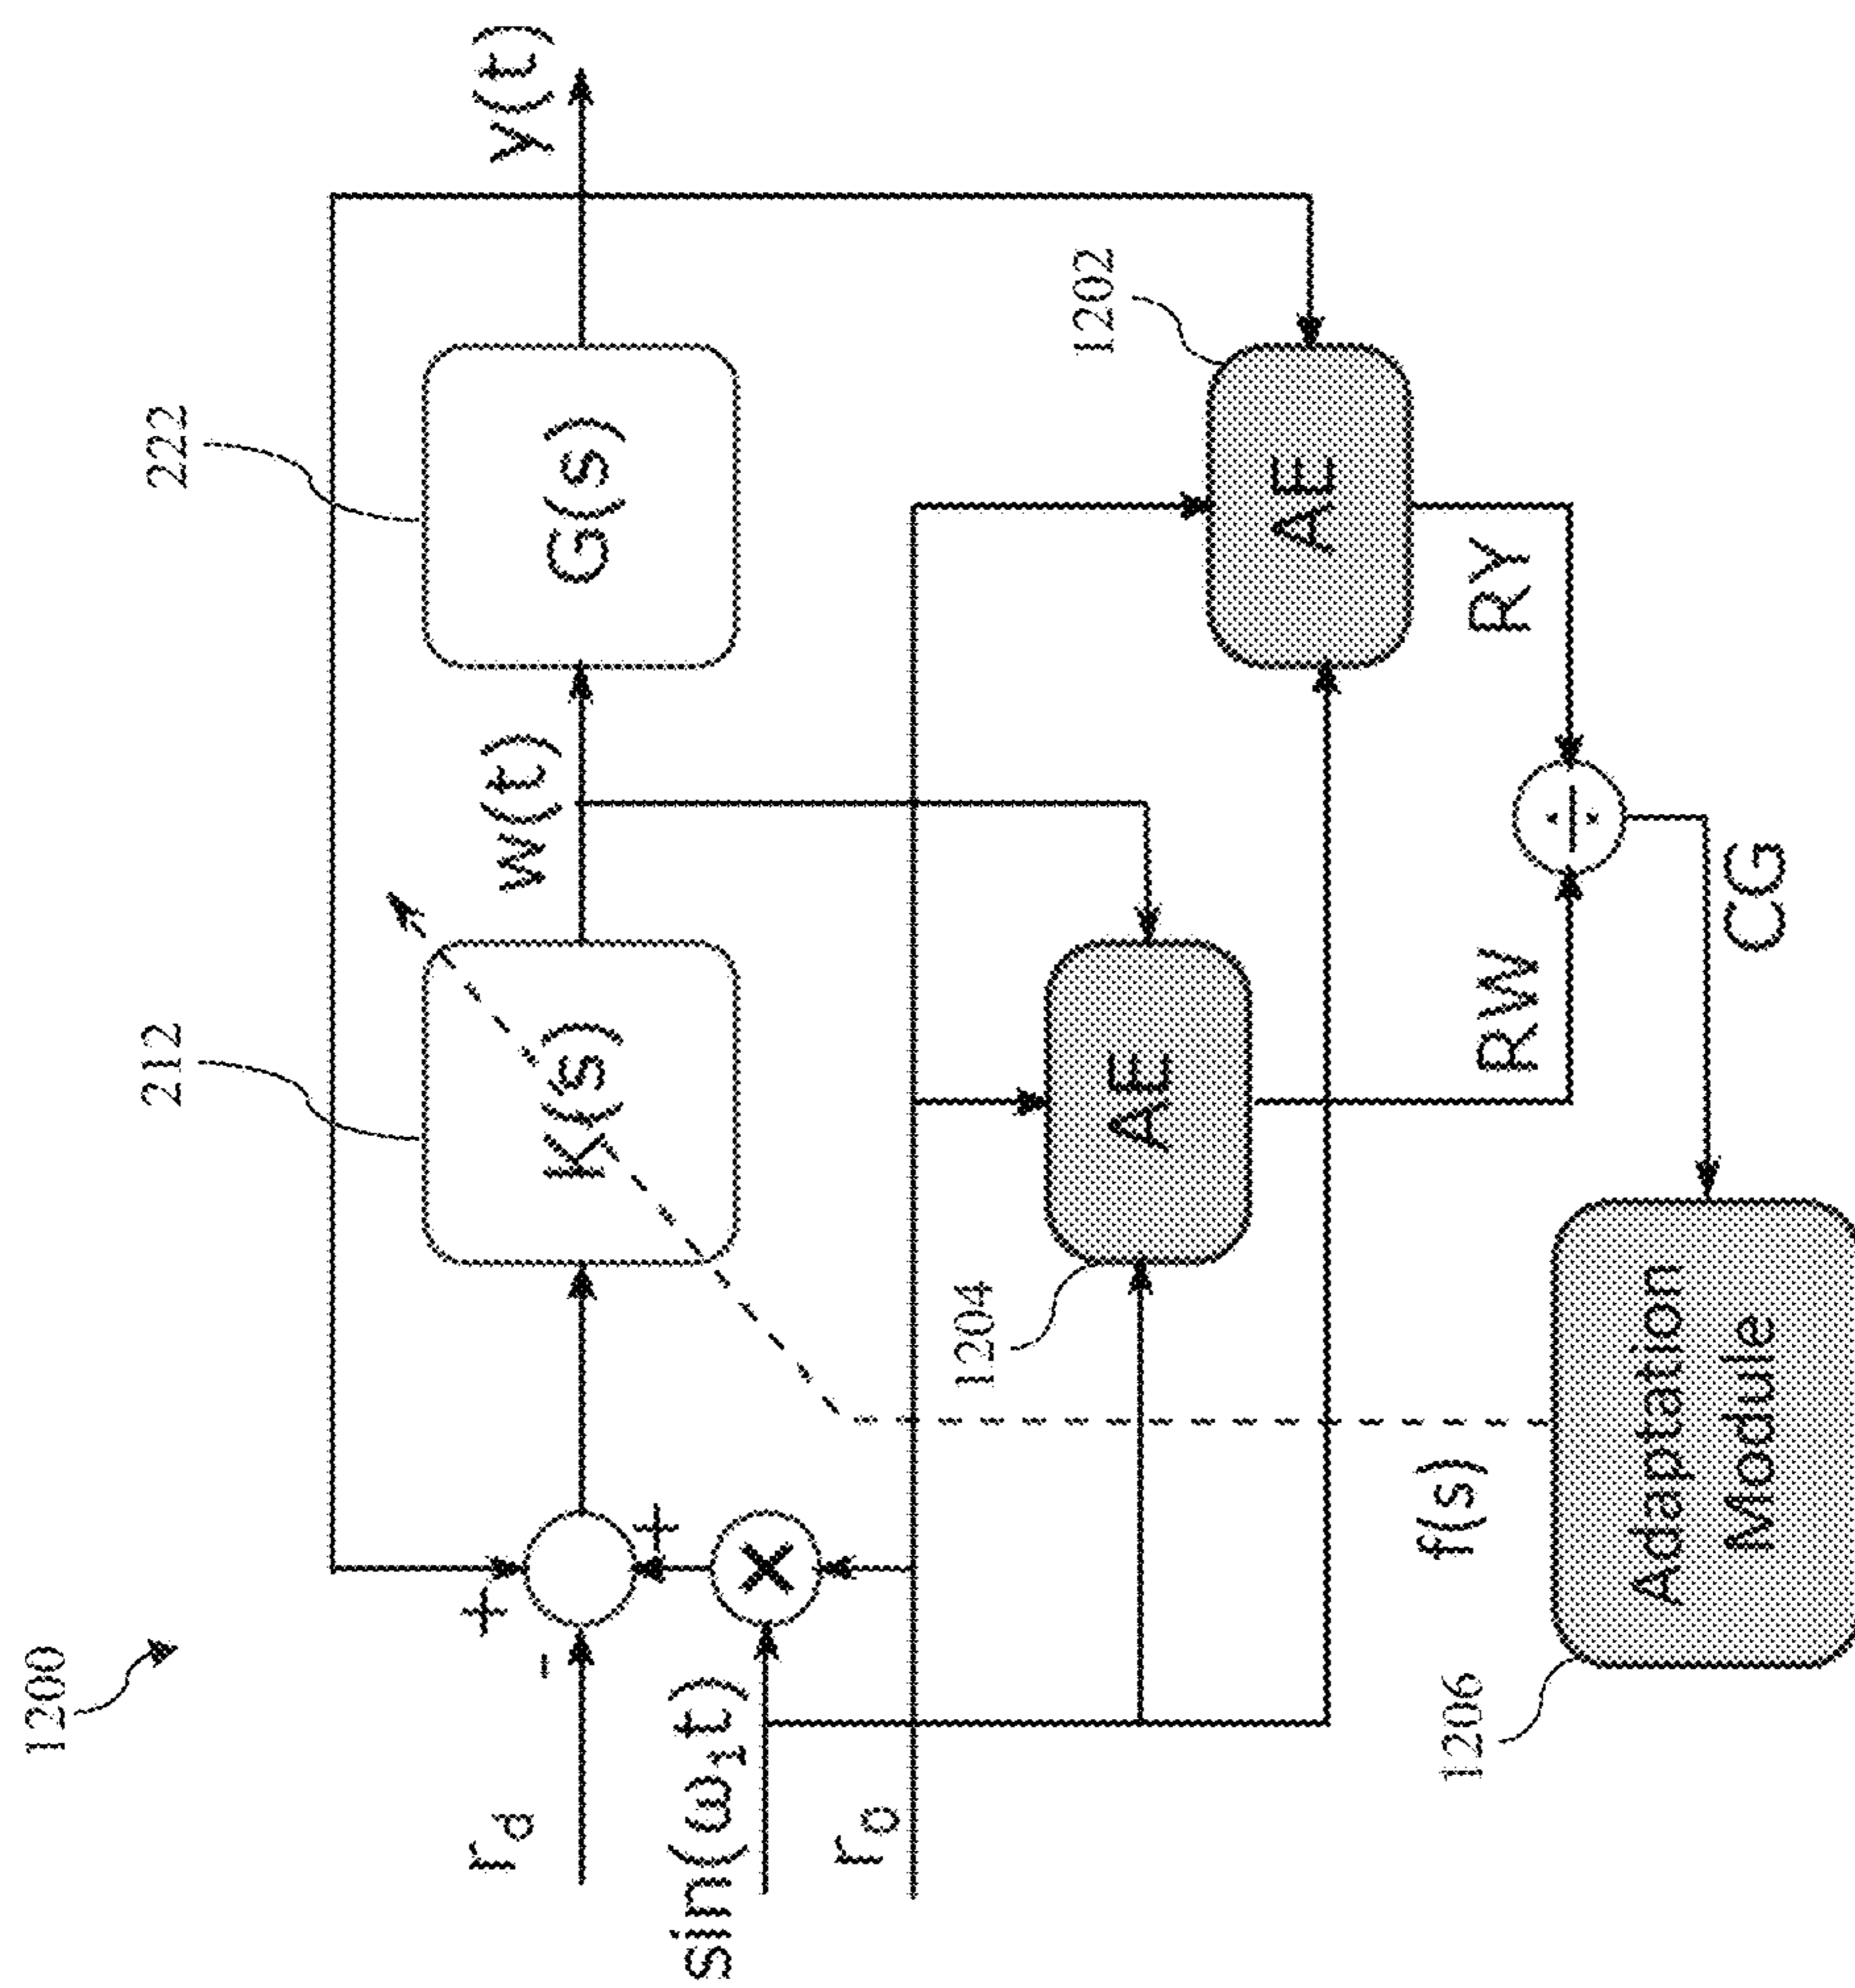 1200
212
222
r_d
sin(ω₁t)
r_o
+
-
+
×
K(s)
w(t)
G(s)
y(t)
1204
AE
1202
AE
RW
RY
÷
CG
f(s)
1206
Adaptation
Module